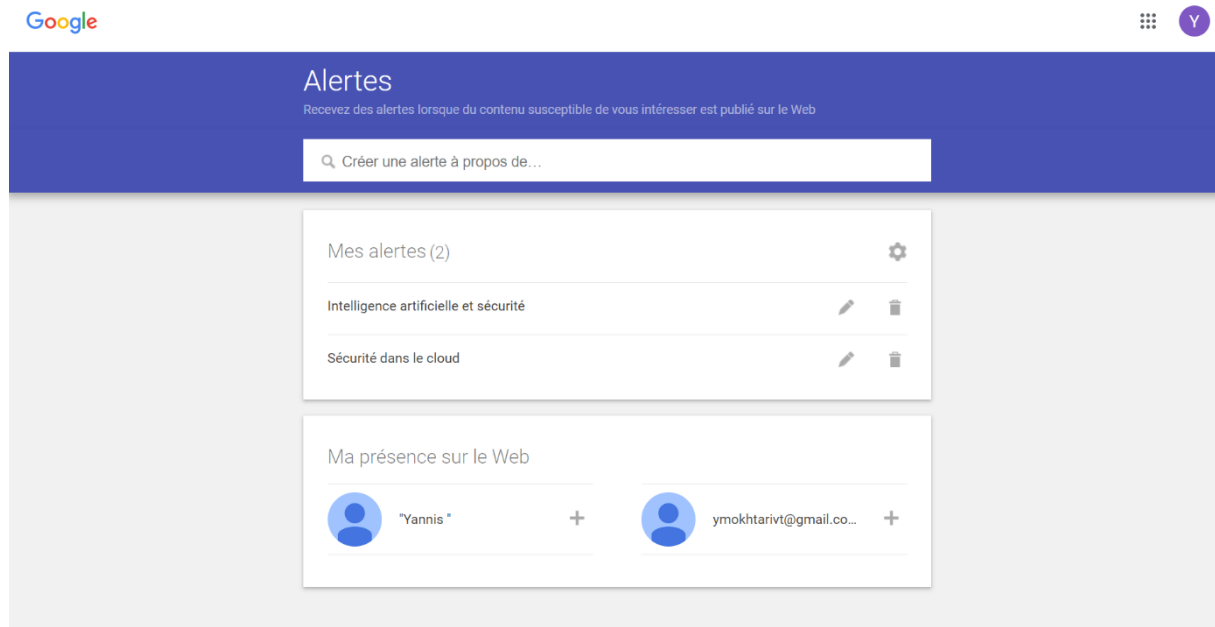 Google
Y
Alertes
Recevez des alertes lorsque du contenu susceptible de vous intéresser est publié sur le Web
Créer une alerte à propos de…
Mes alertes (2)
Intelligence artificielle et sécurité
Sécurité dans le cloud
Ma présence sur le Web
"Yannis "
ymokhtarivt@gmail.co...